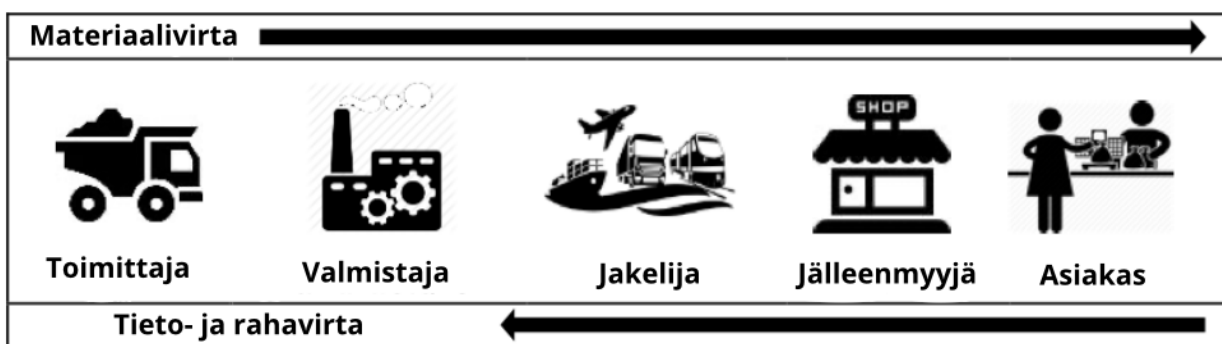 Materiaalivirta
SHOP
Toimittaja
Valmistaja
Jakelija
Jälleenmyyjä
Asiakas
Tieto- ja rahavirta